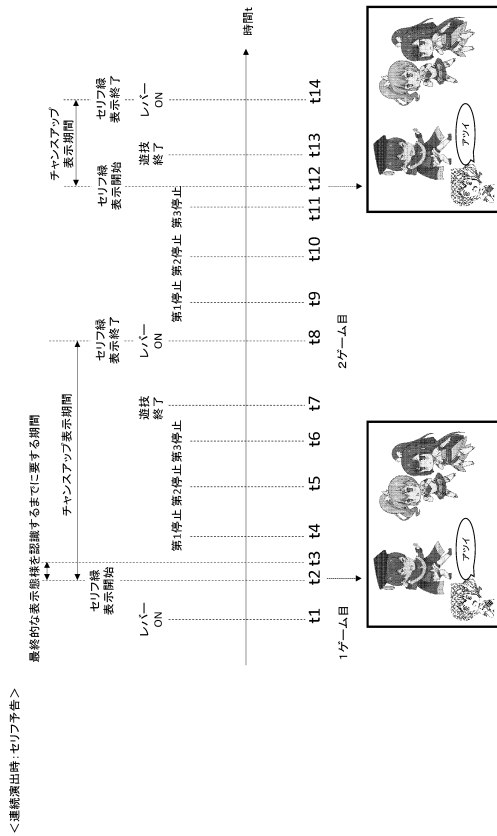 ＜連続演出時：セリフ予告＞
最終的な表示態様を認識するまでに要する期間
チャンスアップ表示期間
チャンスアップ
表示期間
セリフ緑
表示開始
セリフ緑
表示終了
セリフ緑
表示開始
セリフ緑
表示終了
レバー
ON
遊技
終了
レバー
ON
遊技
終了
レバー
ON
第1停止 第2停止 第3停止
第1停止 第2停止 第3停止
時間t
t1 t2 t3 t4 t5 t6 t7 t8 t9 t10 t11 t12 t13 t14
1ゲーム目
2ゲーム目
アツイ
アツイ